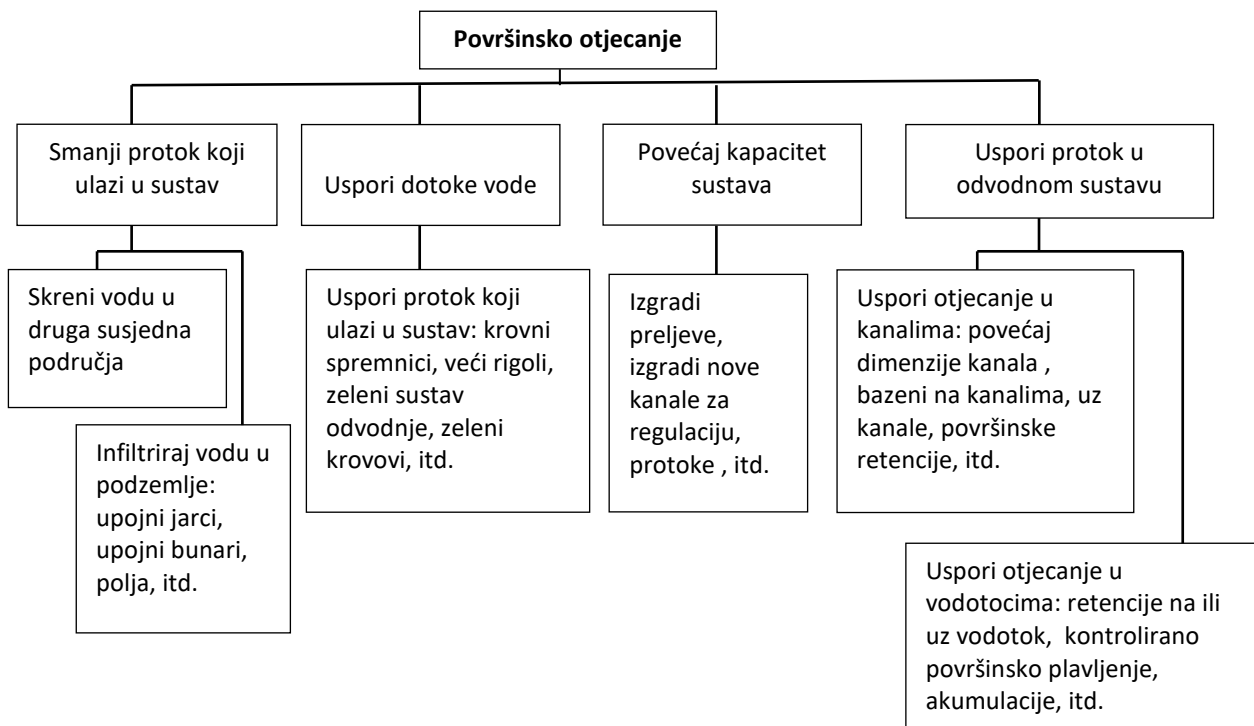 Površinsko otjecanje
Smanji protok koji
ulazi u sustav
Uspori dotoke vode
Povećaj kapacitet
sustava
Uspori protok u
odvodnom sustavu
Skreni vodu u
druga susjedna
područja
Infiltriraj vodu u
podzemlje:
upojni jarci,
upojni bunari,
polja, itd.
Uspori protok koji
ulazi u sustav: krovni
spremnici, veći rigoli,
zeleni sustav
odvodnje, zeleni
krovovi, itd.
Izgradi
preljeve,
izgradi nove
kanale za
regulaciju,
protoke , itd.
Uspori otjecanje u
kanalima: povećaj
dimenzije kanala ,
bazeni na kanalima, uz
kanale, površinske
retencije, itd.
Uspori otjecanje u
vodotocima: retencije na ili
uz vodotok, kontrolirano
površinsko plavljenje,
akumulacije, itd.